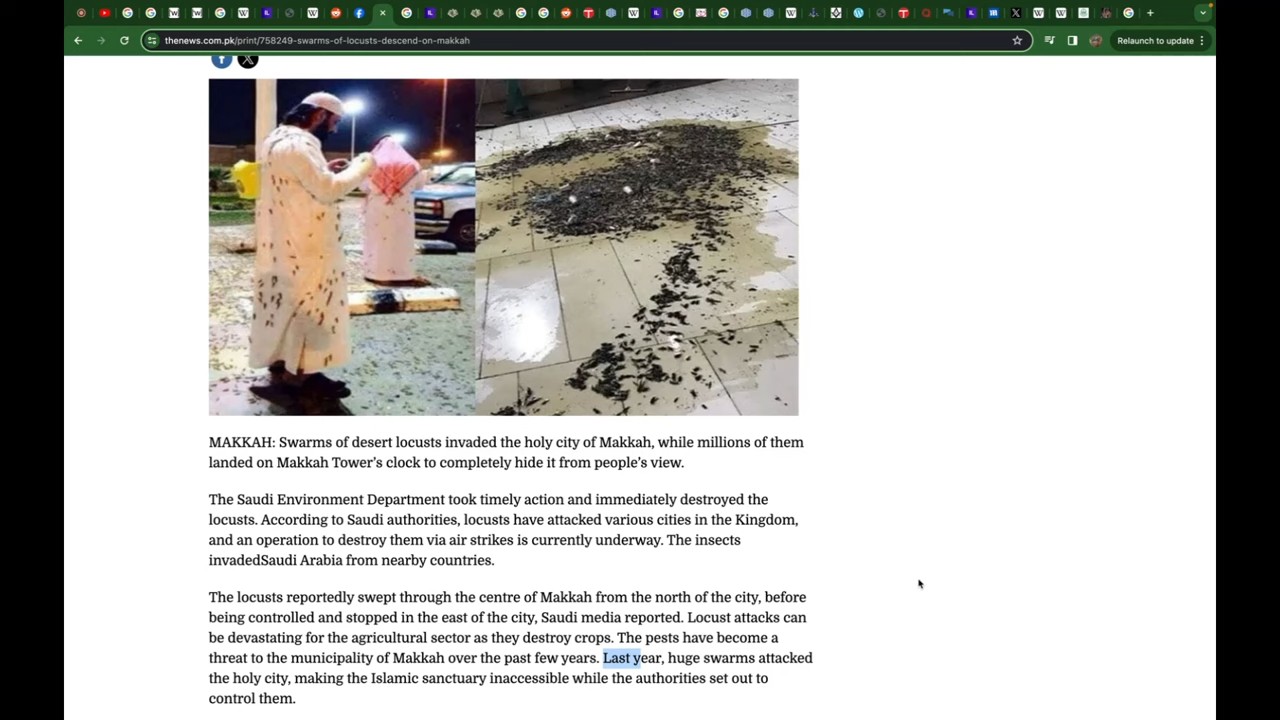 thenews.com.pk/print/758249-swarms-of-locusts-descend-on-makkah
Relaunch to update
MAKKAH: Swarms of desert locusts invaded the holy city of Makkah, while millions of them
landed on Makkah Tower's clock to completely hide it from people's view.
The Saudi Environment Department took timely action and immediately destroyed the
locusts. According to Saudi authorities, locusts have attacked various cities in the Kingdom,
and an operation to destroy them via air strikes is currently underway. The insects
invadedSaudi Arabia from nearby countries.
The locusts reportedly swept through the centre of Makkah from the north of the city, before
being controlled and stopped in the east of the city, Saudi media reported. Locust attacks can
be devastating for the agricultural sector as they destroy crops. The pests have become a
threat to the municipality of Makkah over the past few years. Last year, huge swarms attacked
the holy city, making the Islamic sanctuary inaccessible while the authorities set out to
control them.